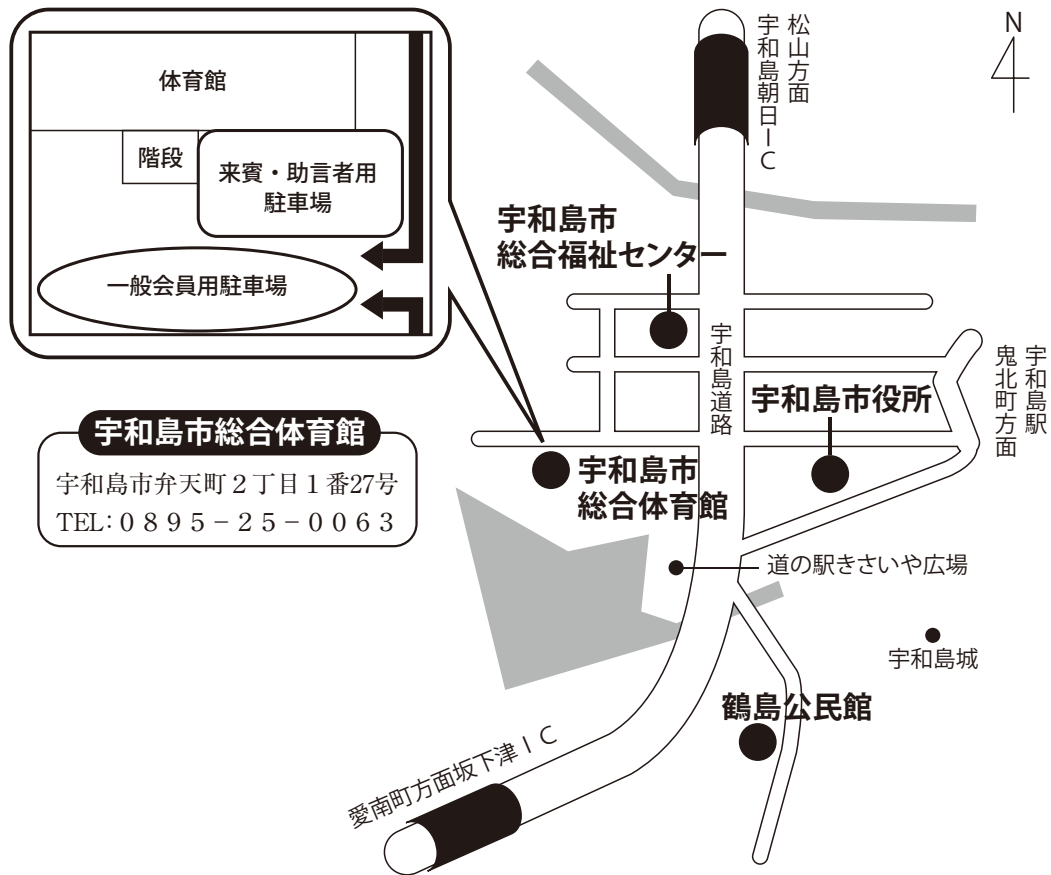 体育館
階段
来賓・助言者用
駐車場
一般会員用駐車場
宇和島市総合体育館
宇和島市弁天町２丁目１番27号
TEL:０８９５－２５－００６３
松山方面
宇和島朝日ＩＣ
N
宇和島市
総合福祉センター
宇和島道路
宇和島市役所
宇和島駅
鬼北町方面
宇和島市
総合体育館
道の駅きさいや広場
宇和島城
鶴島公民館
愛南町方面坂下津ＩＣ